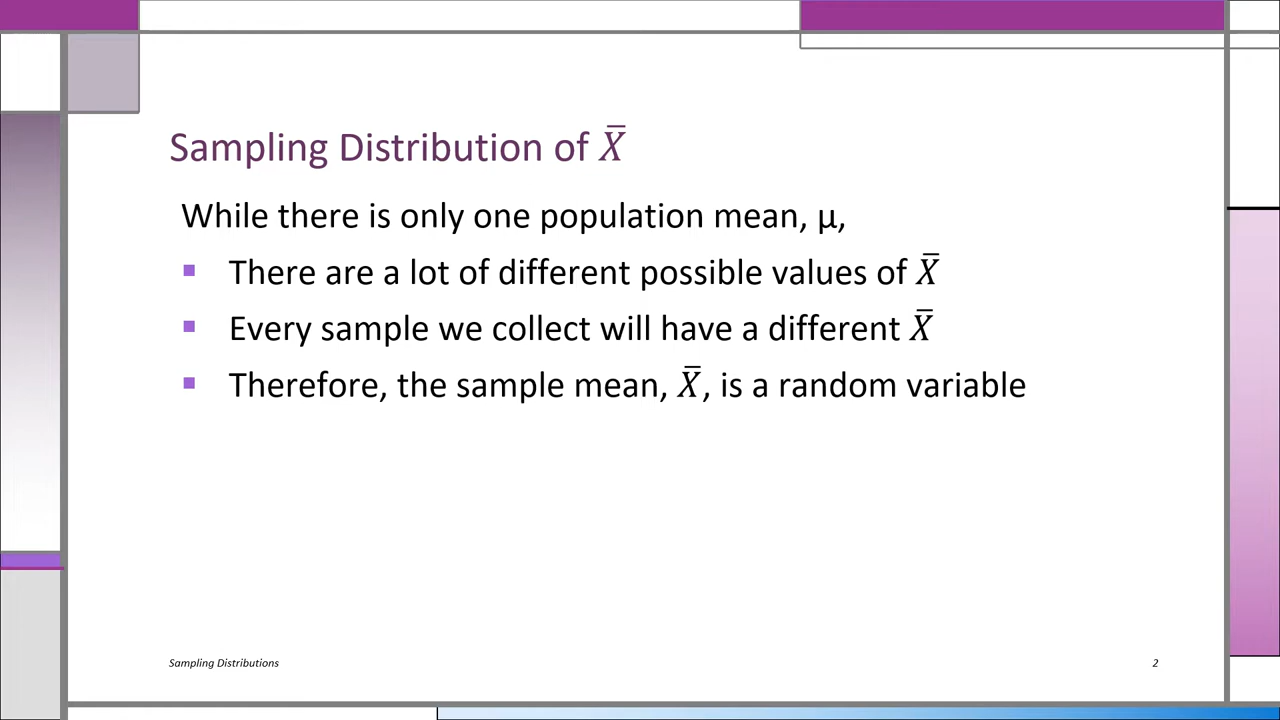 Sampling Distribution of X̄
While there is only one population mean, μ,
▪ There are a lot of different possible values of X̄
▪ Every sample we collect will have a different X̄
▪ Therefore, the sample mean, X̄, is a random variable
Sampling Distributions
2